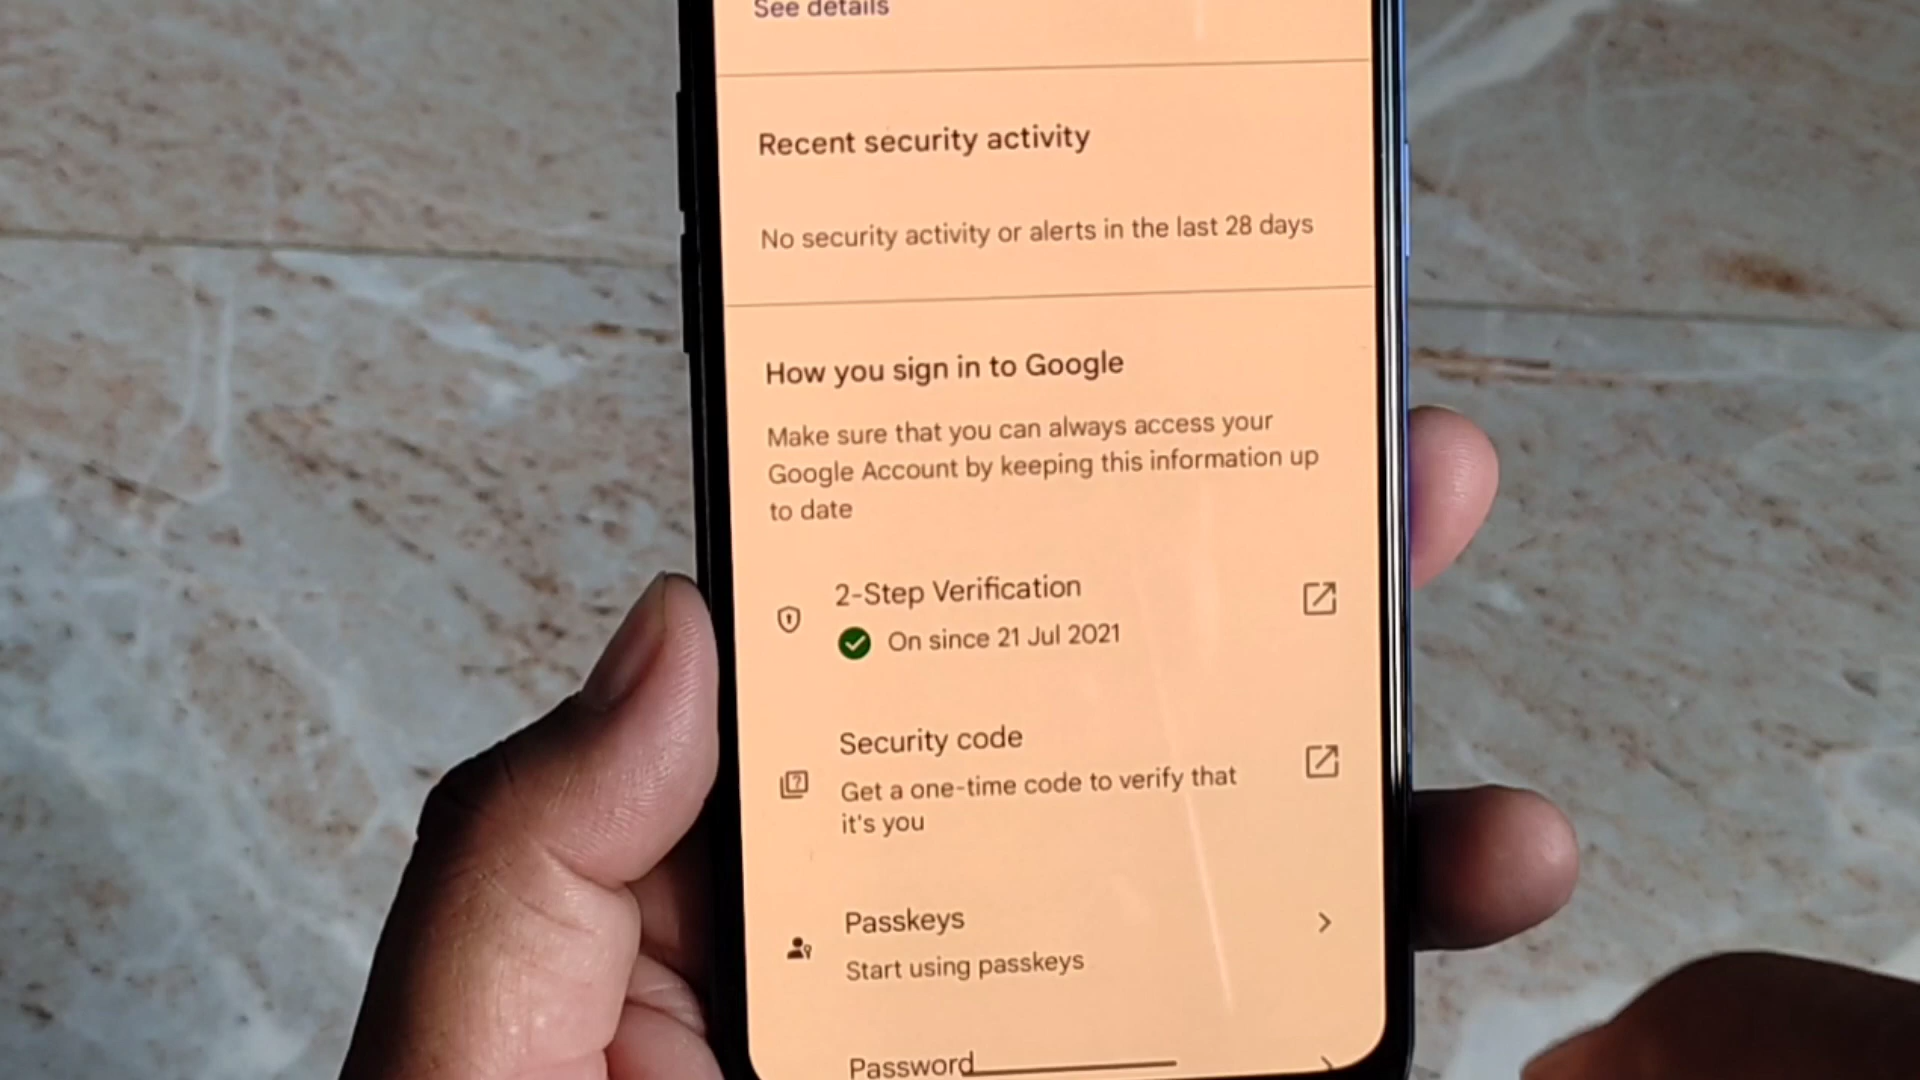 See details
Recent security activity
No security activity or alerts in the last 28 days
How you sign in to Google
Make sure that you can always access your
Google Account by keeping this information up
to date
2-Step Verification
On since 21 Jul 2021
Security code
Get a one-time code to verify that
it's you
Passkeys
Start using passkeys
Password